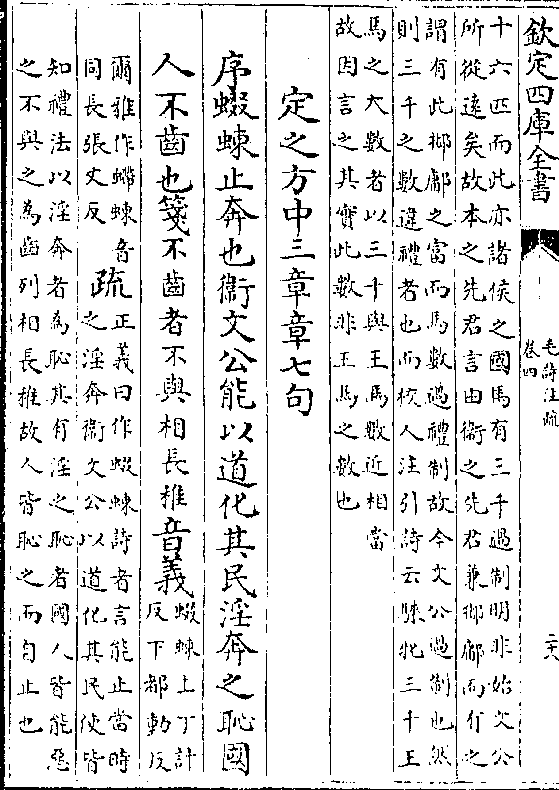 欽定四庫全書
毛詩注疏
卷四
十六匹而此亦諸侯之國馬有三千過制明非始文公
所從遠矣故本之先君言由衛之先君兼邶鄘而有之
謂有此邶鄘之富而馬數過禮制故今文公過制也然
則三千之數違禮者也而校人注引詩云騋牝三千王
馬之大數者以三千與王馬數近相當
故因言之其實此數非王馬之數也
定之方中三章章七句
序蝃蝀止奔也衛文公能以道化其民淫奔之恥國
人不齒也箋不齒者不與相長稚音義蝃蝀上丁計
反下都動反
爾雅作螮蝀音
同長張丈反疏正義曰作蝃蝀詩者言能止當時
之淫奔衛文公以道化其民使皆
知禮法以淫奔者為恥其有淫之恥者國人皆能惡
之不與之為齒列相長稚故人皆恥之而自止也